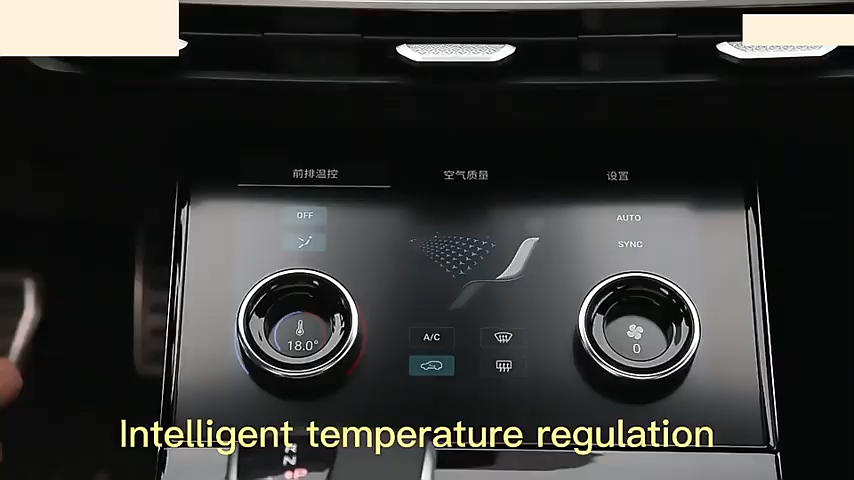 前排温控 空气质量 设置
OFF
AUTO
SYNC
18.0°
A/C
0
Intelligent temperature regulation
R
N
P